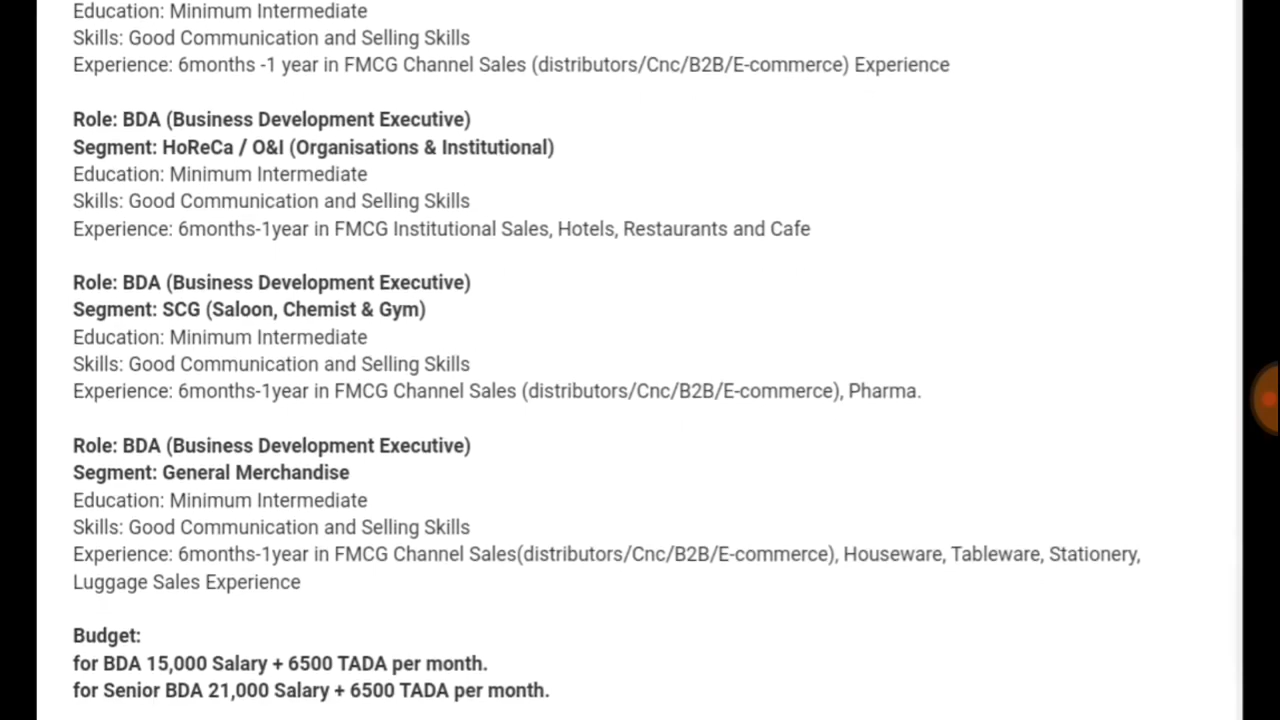 Education: Minimum Intermediate
Skills: Good Communication and Selling Skills
Experience: 6months -1 year in FMCG Channel Sales (distributors/Cnc/B2B/E-commerce) Experience
Role: BDA (Business Development Executive)
Segment: HoReCa / O&I (Organisations & Institutional)
Education: Minimum Intermediate
Skills: Good Communication and Selling Skills
Experience: 6months-1year in FMCG Institutional Sales, Hotels, Restaurants and Cafe
Role: BDA (Business Development Executive)
Segment: SCG (Saloon, Chemist & Gym)
Education: Minimum Intermediate
Skills: Good Communication and Selling Skills
Experience: 6months-1year in FMCG Channel Sales (distributors/Cnc/B2B/E-commerce), Pharma.
Role: BDA (Business Development Executive)
Segment: General Merchandise
Education: Minimum Intermediate
Skills: Good Communication and Selling Skills
Experience: 6months-1year in FMCG Channel Sales(distributors/Cnc/B2B/E-commerce), Houseware, Tableware, Stationery,
Luggage Sales Experience
Budget:
for BDA 15,000 Salary + 6500 TADA per month.
for Senior BDA 21,000 Salary + 6500 TADA per month.